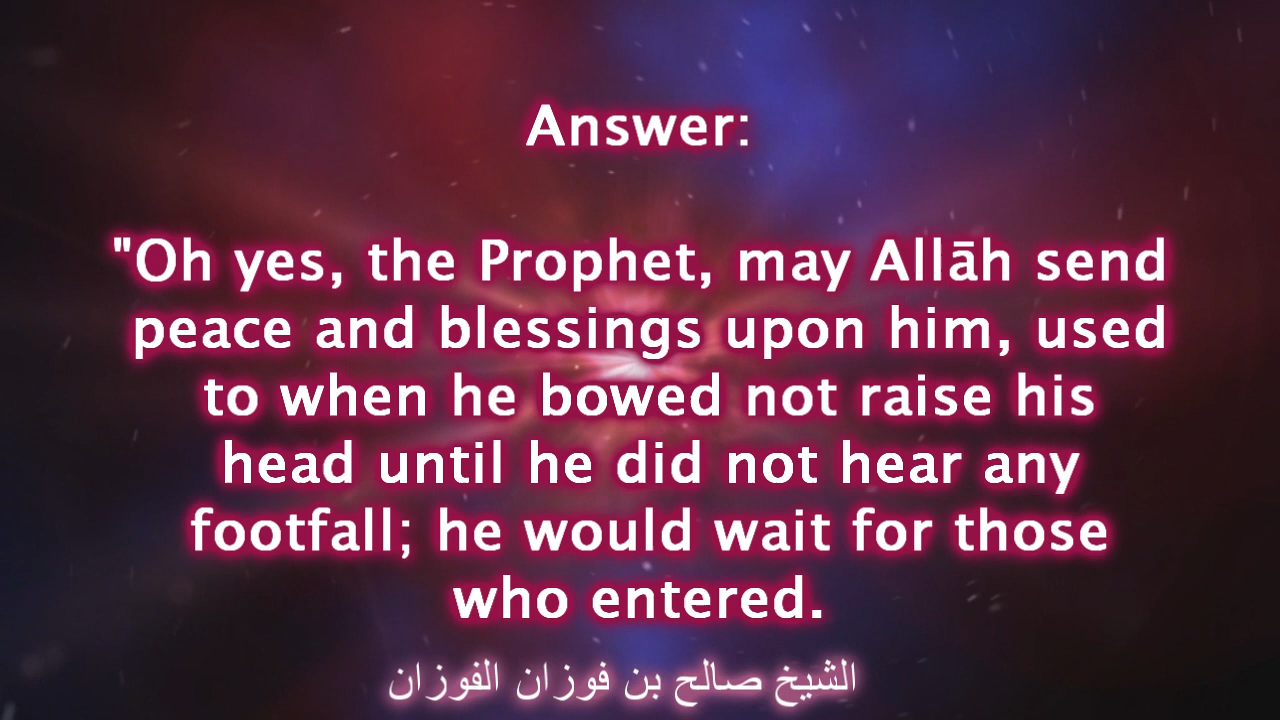 Answer:
"Oh yes, the Prophet, may Allāh send
peace and blessings upon him, used
to when he bowed not raise his
head until he did not hear any
footfall; he would wait for those
who entered.
الشيخ صالح بن فوزان الفوزان